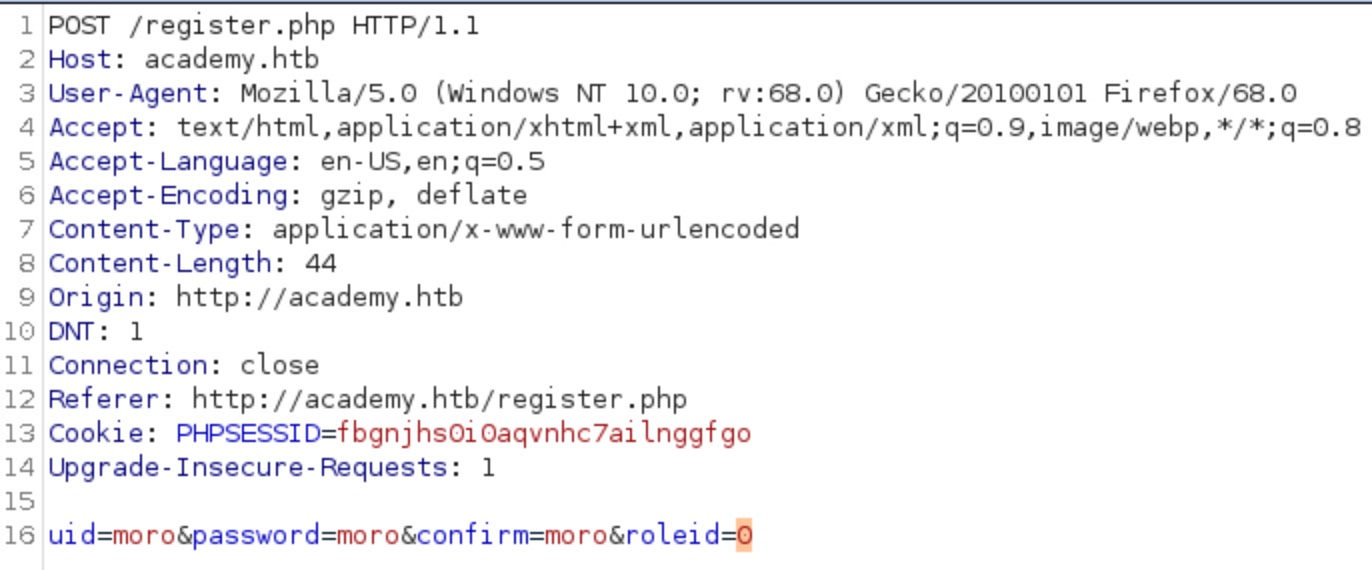 1 POST /register.php HTTP/1.1
2 Host: academy.htb
3 User-Agent: Mozilla/5.0 (Windows NT 10.0; rv:68.0) Gecko/20100101 Firefox/68.0
4 Accept: text/html,application/xhtml+xml,application/xml;q=0.9,image/webp,*/*;q=0.8
5 Accept-Language: en-US,en;q=0.5
6 Accept-Encoding: gzip, deflate
7 Content-Type: application/x-www-form-urlencoded
8 Content-Length: 44
9 Origin: http://academy.htb
10 DNT: 1
11 Connection: close
12 Referer: http://academy.htb/register.php
13 Cookie: PHPSESSID=fbgnjhs0i0aqvnhc7ailnggfgo
14 Upgrade-Insecure-Requests: 1
15
16 uid=moro&password=moro&confirm=moro&roleid=0